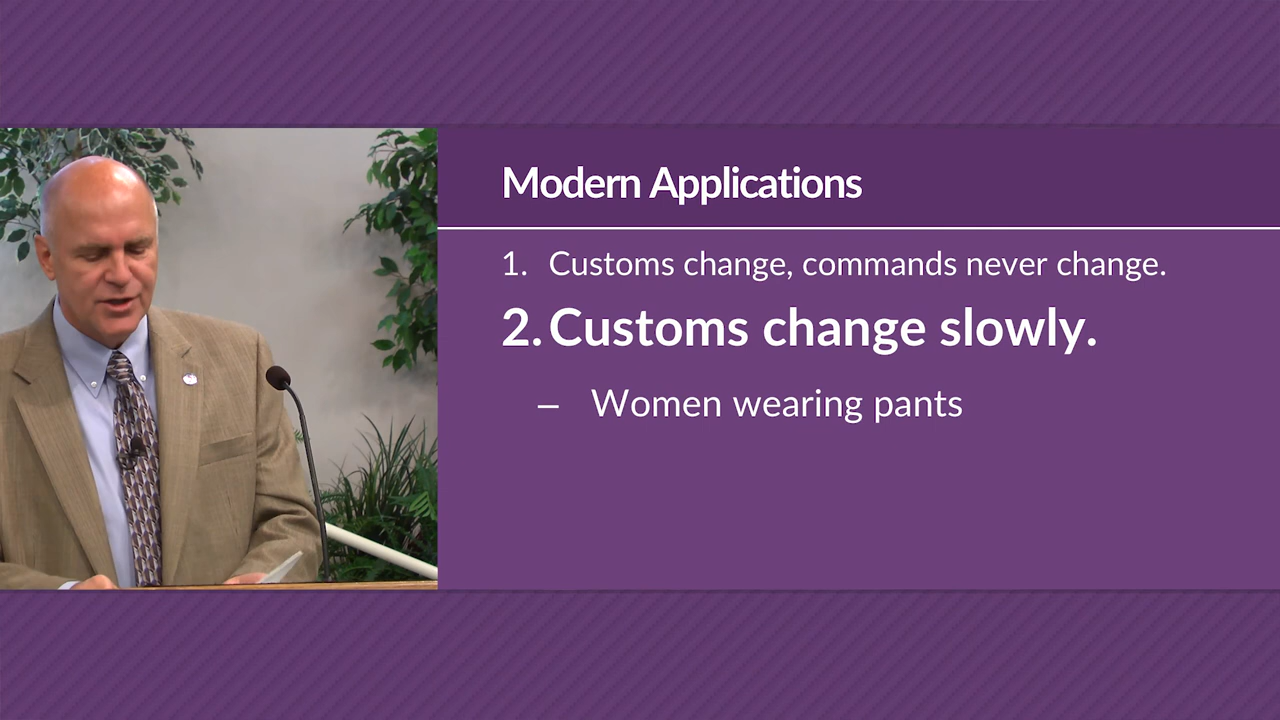 Modern Applications
1. Customs change, commands never change.
2. Customs change slowly.
– Women wearing pants